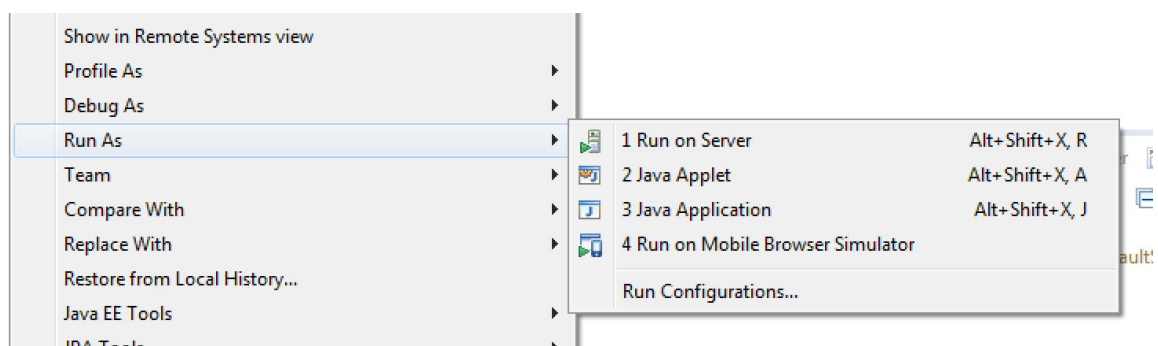 Show in Remote Systems view
Profile As
Debug As
Run As
Team
Compare With
Replace With
Restore from Local History...
Java EE Tools
JPA Tools
1 Run on Server Alt+Shift+X, R
2 Java Applet Alt+Shift+X, A
3 Java Application Alt+Shift+X, J
4 Run on Mobile Browser Simulator
Run Configurations...